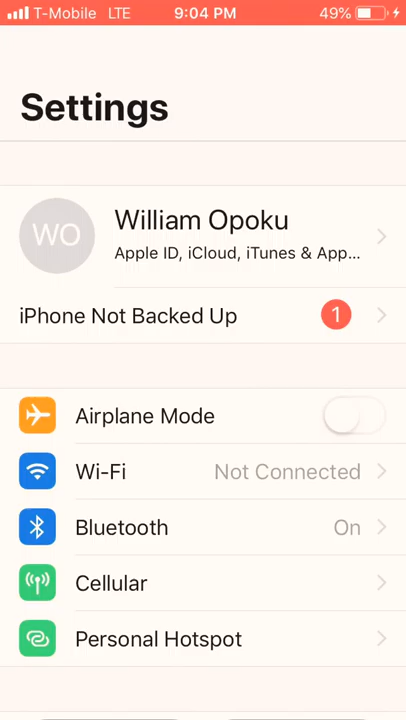 T-Mobile LTE 9:04 PM 49%
Settings
WO
William Opoku
Apple ID, iCloud, iTunes & App...
iPhone Not Backed Up 1
Airplane Mode
Wi-Fi Not Connected
Bluetooth On
Cellular
Personal Hotspot